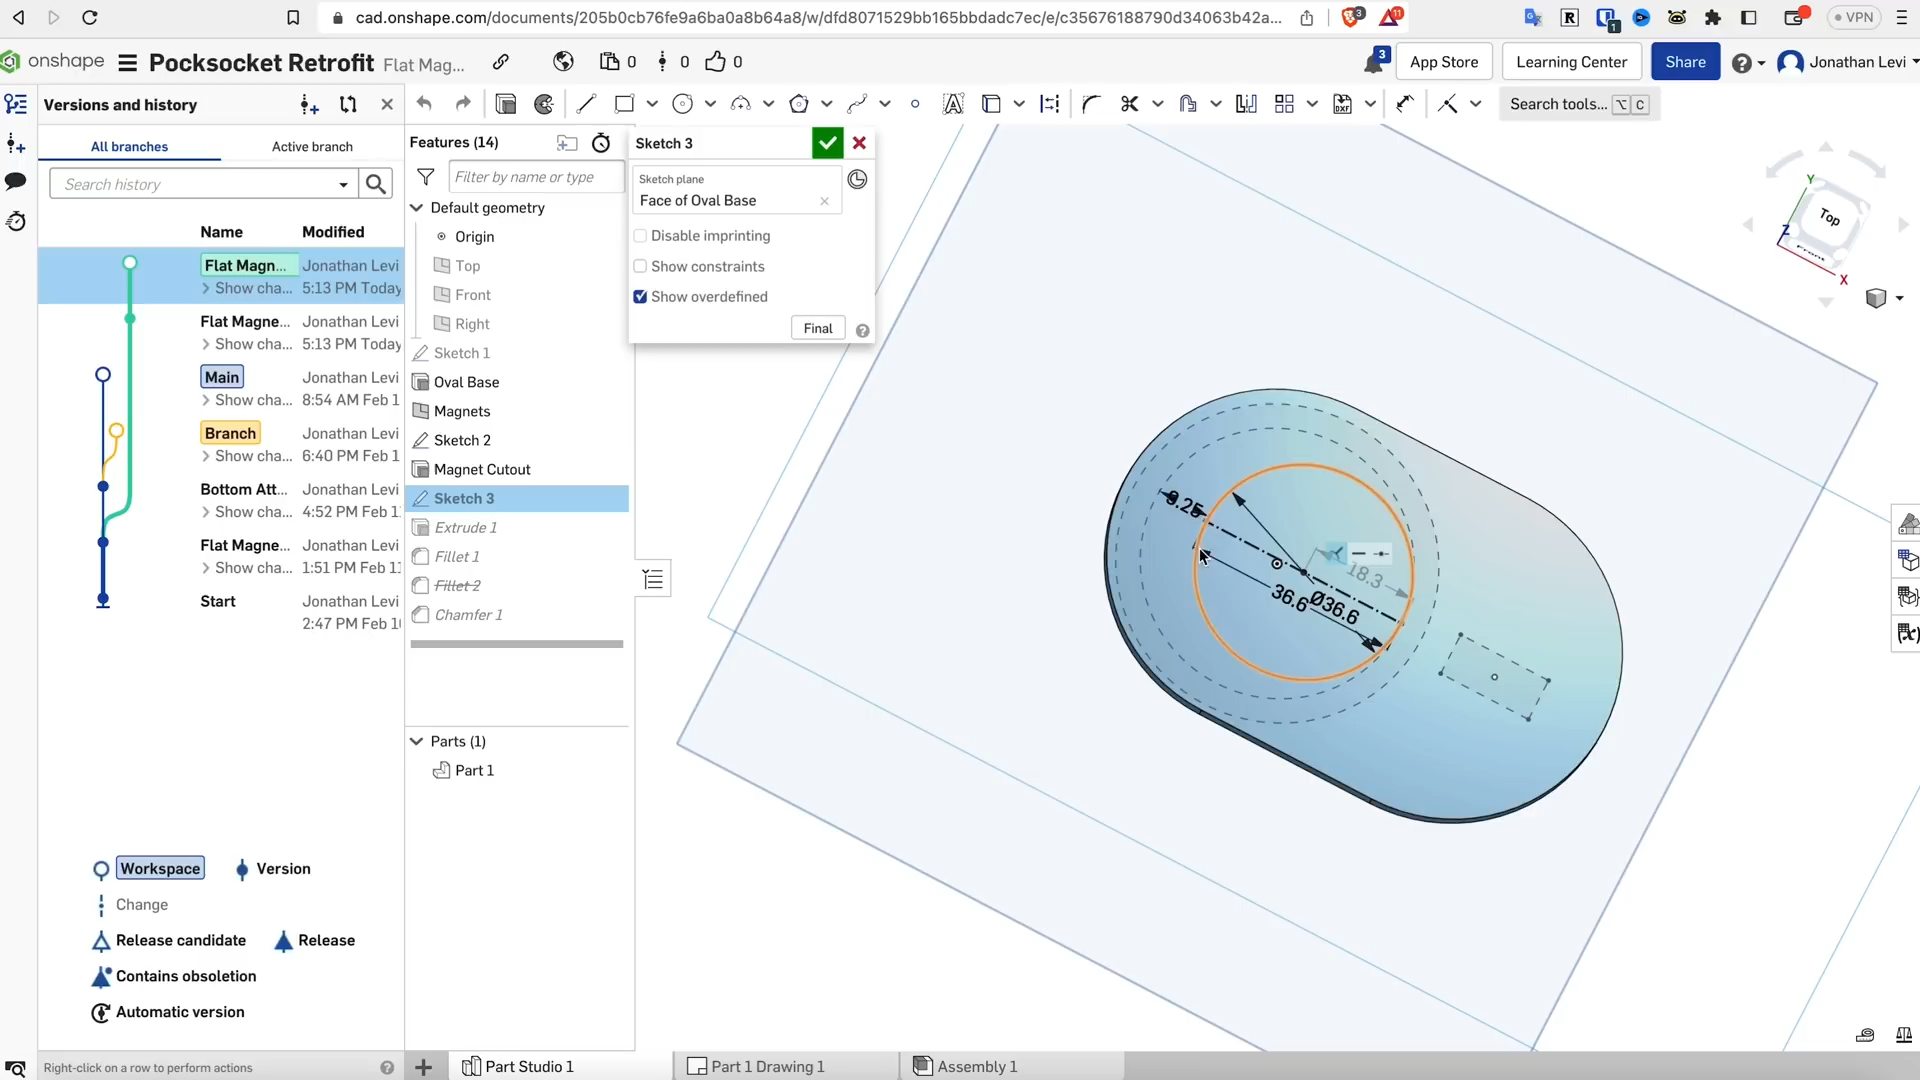 cad.onshape.com/documents/205b0cb76fe9a6ba0a8b64a8/w/dfd8071529bb165bbdadc7ec/e/c35676188790d34063b42a...
3
11
1
VPN
onshape
Pocksocket Retrofit
Flat Mag...
0
0
0
3
App Store
Learning Center
Share
Jonathan Levi
Versions and history
Search tools...
⌥ C
All branches
Active branch
Search history
Name
Modified
Flat Magn...
Jonathan Levi
Show cha...
5:13 PM Today
Flat Magne...
Jonathan Levi
Show cha...
5:13 PM Today
Main
Jonathan Levi
Show cha...
8:54 AM Feb 1
Branch
Jonathan Levi
Show cha...
6:40 PM Feb 1
Bottom Att...
Jonathan Levi
Show cha...
4:52 PM Feb 1
Flat Magne...
Jonathan Levi
Show cha...
1:51 PM Feb 1
Start
Jonathan Levi
2:47 PM Feb 1
Workspace
Version
Change
Release candidate
Release
Contains obsoletion
Automatic version
Right-click on a row to perform actions
Features (14)
Filter by name or type
Default geometry
Origin
Top
Front
Right
Sketch 1
Oval Base
Magnets
Sketch 2
Magnet Cutout
Sketch 3
Extrude 1
Fillet 1
Fillet 2
Chamfer 1
Parts (1)
Part 1
Sketch 3
Sketch plane
Face of Oval Base
Disable imprinting
Show constraints
Show overdefined
Final
9.25
18.3
36.6
Ø36.6
Y
Top
Z
Front
X
Part Studio 1
Part 1 Drawing 1
Assembly 1